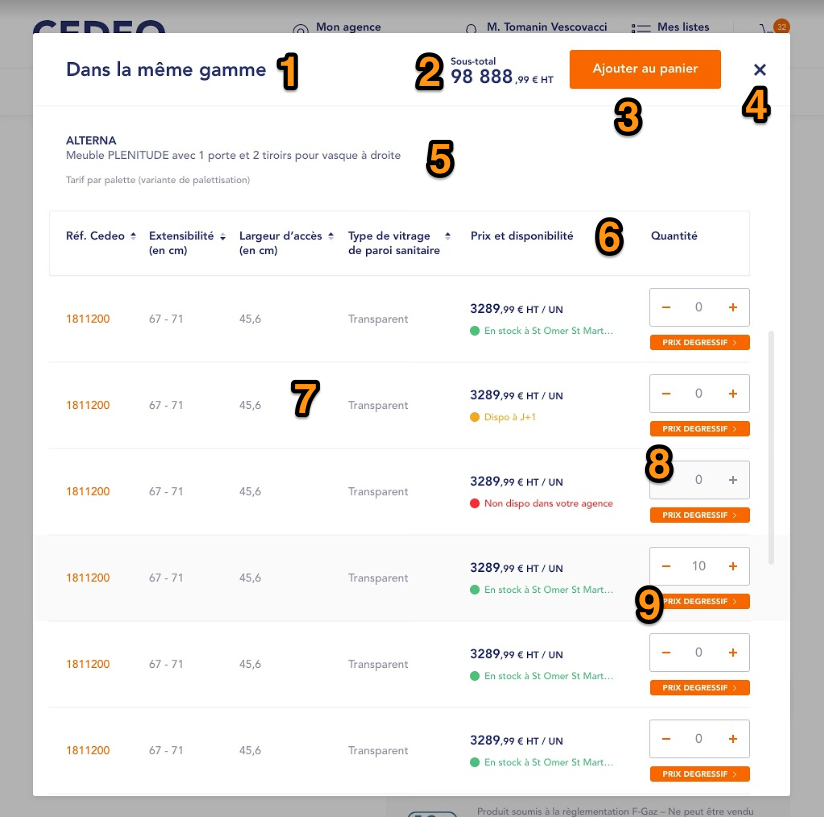 CEDEO
Mon agence
M. Tomanin Vescovacci
Mes listes
32
Dans la même gamme 1
2 Sous-total
98 888,99 € HT
Ajouter au panier
3
4
ALTERNA
Meuble PLENITUDE avec 1 porte et 2 tiroirs pour vasque à droite
5
Tarif par palette (variante de palettisation)
Réf. Cedeo Extensibilité (en cm) Largeur d'accès (en cm) Type de vitrage de paroi sanitaire Prix et disponibilité 6 Quantité
1811200 67 - 71 45,6 Transparent 3289,99 € HT / UN - 0 +
En stock à St Omer St Mart...
PRIX DEGRESSIF >
1811200 67 - 71 45,6 7 Transparent 3289,99 € HT / UN - 0 +
Dispo à J+1
PRIX DEGRESSIF >
1811200 67 - 71 45,6 Transparent 3289,99 € HT / UN 8 0 +
Non dispo dans votre agence
PRIX DEGRESSIF >
1811200 67 - 71 45,6 Transparent 3289,99 € HT / UN - 10 +
En stock à St Omer St Mart...
9 PRIX DEGRESSIF >
1811200 67 - 71 45,6 Transparent 3289,99 € HT / UN - 0 +
En stock à St Omer St Mart...
PRIX DEGRESSIF >
1811200 67 - 71 45,6 Transparent 3289,99 € HT / UN - 0 +
En stock à St Omer St Mart...
PRIX DEGRESSIF >
Produit soumis à la règlementation F-Gaz – Ne peut être vendu